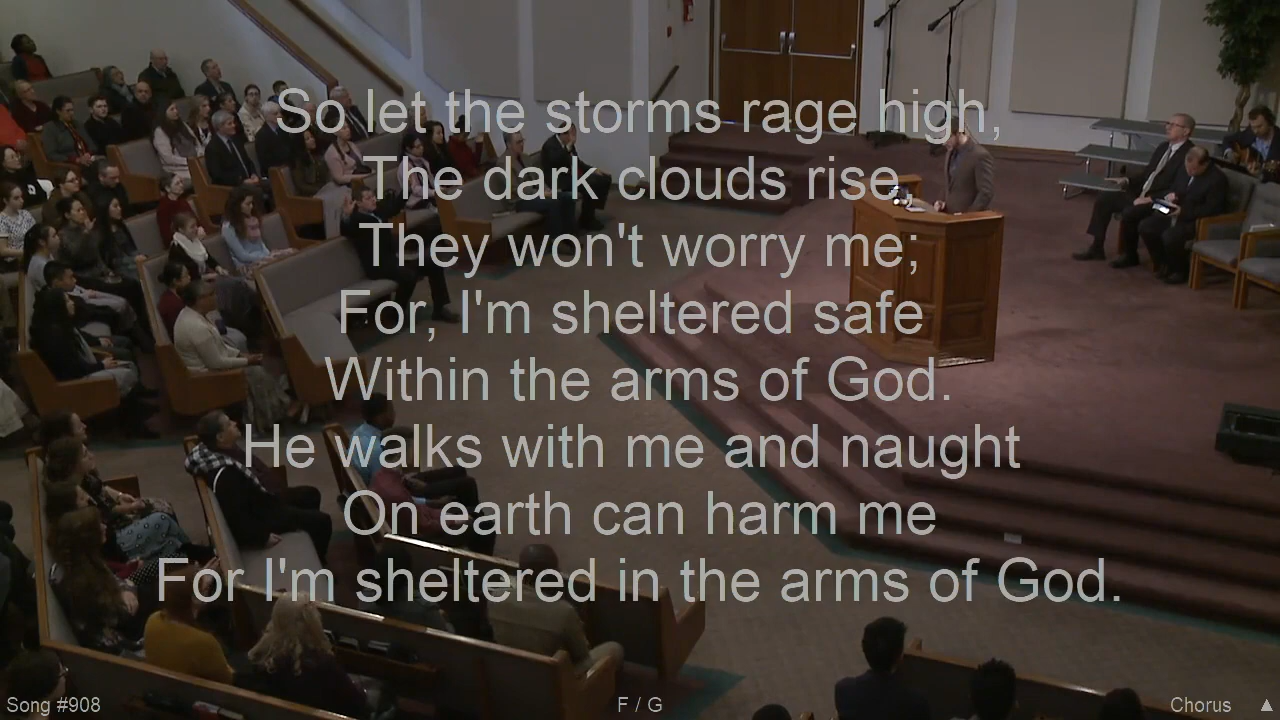 So let the storms rage high,
The dark clouds rise
They won't worry me;
For, I'm sheltered safe
Within the arms of God.
He walks with me and naught
On earth can harm me
For I'm sheltered in the arms of God.
Song #908
F / G
Chorus ▲